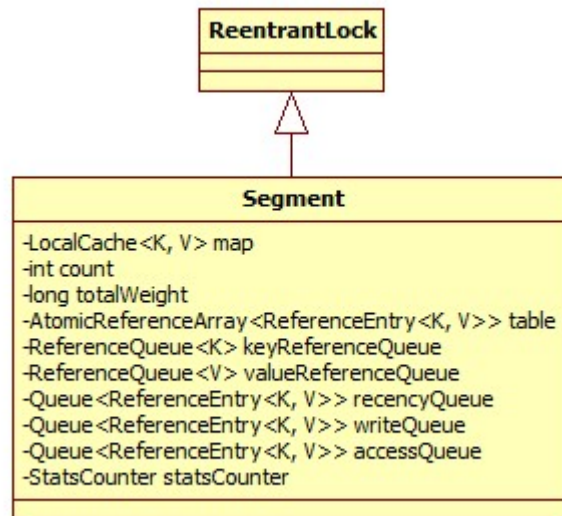 ReentrantLock
Segment
-LocalCache<K, V> map
-int count
-long totalWeight
-AtomicReferenceArray<ReferenceEntry<K, V>> table
-ReferenceQueue<K> keyReferenceQueue
-ReferenceQueue<V> valueReferenceQueue
-Queue<ReferenceEntry<K, V>> recencyQueue
-Queue<ReferenceEntry<K, V>> writeQueue
-Queue<ReferenceEntry<K, V>> accessQueue
-StatsCounter statsCounter